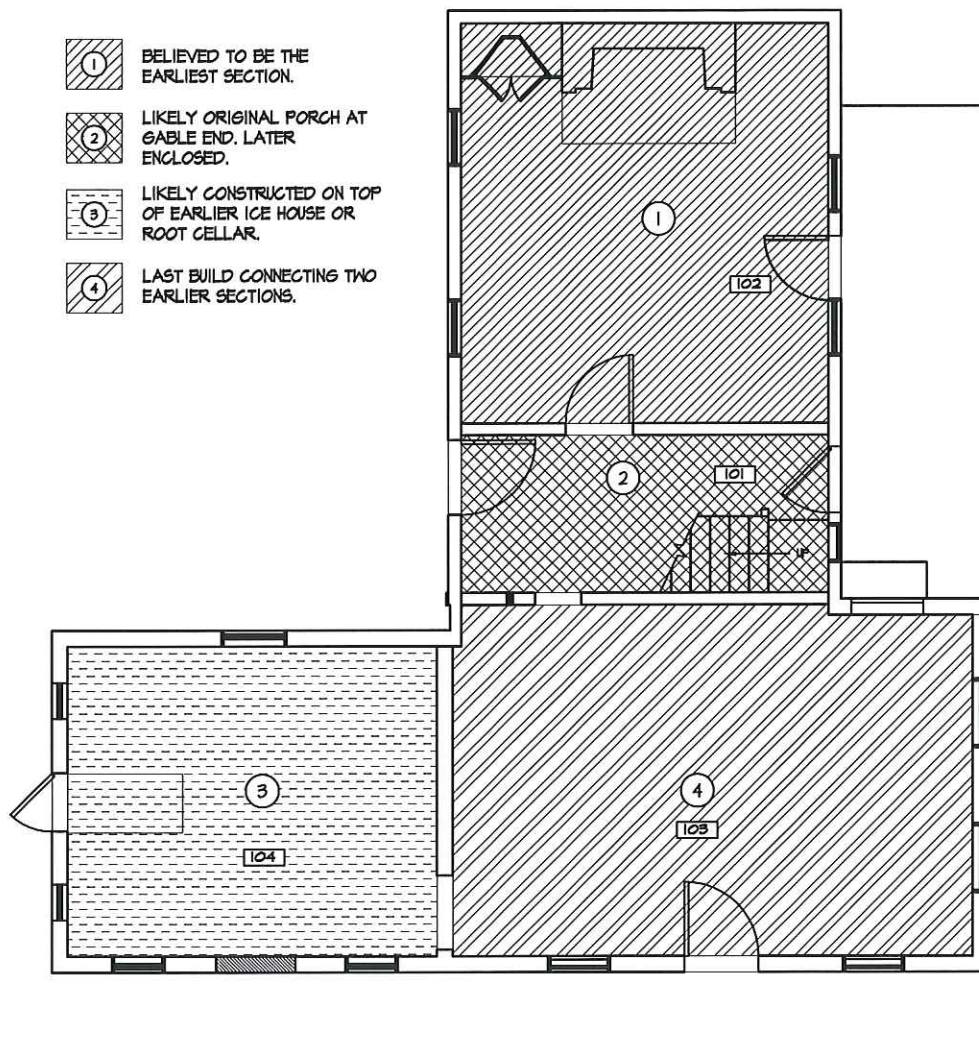 1 BELIEVED TO BE THE
EARLIEST SECTION.
2 LIKELY ORIGINAL PORCH AT
GABLE END. LATER
ENCLOSED.
3 LIKELY CONSTRUCTED ON TOP
OF EARLIER ICE HOUSE OR
ROOT CELLAR.
4 LAST BUILD CONNECTING TWO
EARLIER SECTIONS.
1
102
2
101
UP
3
104
4
103